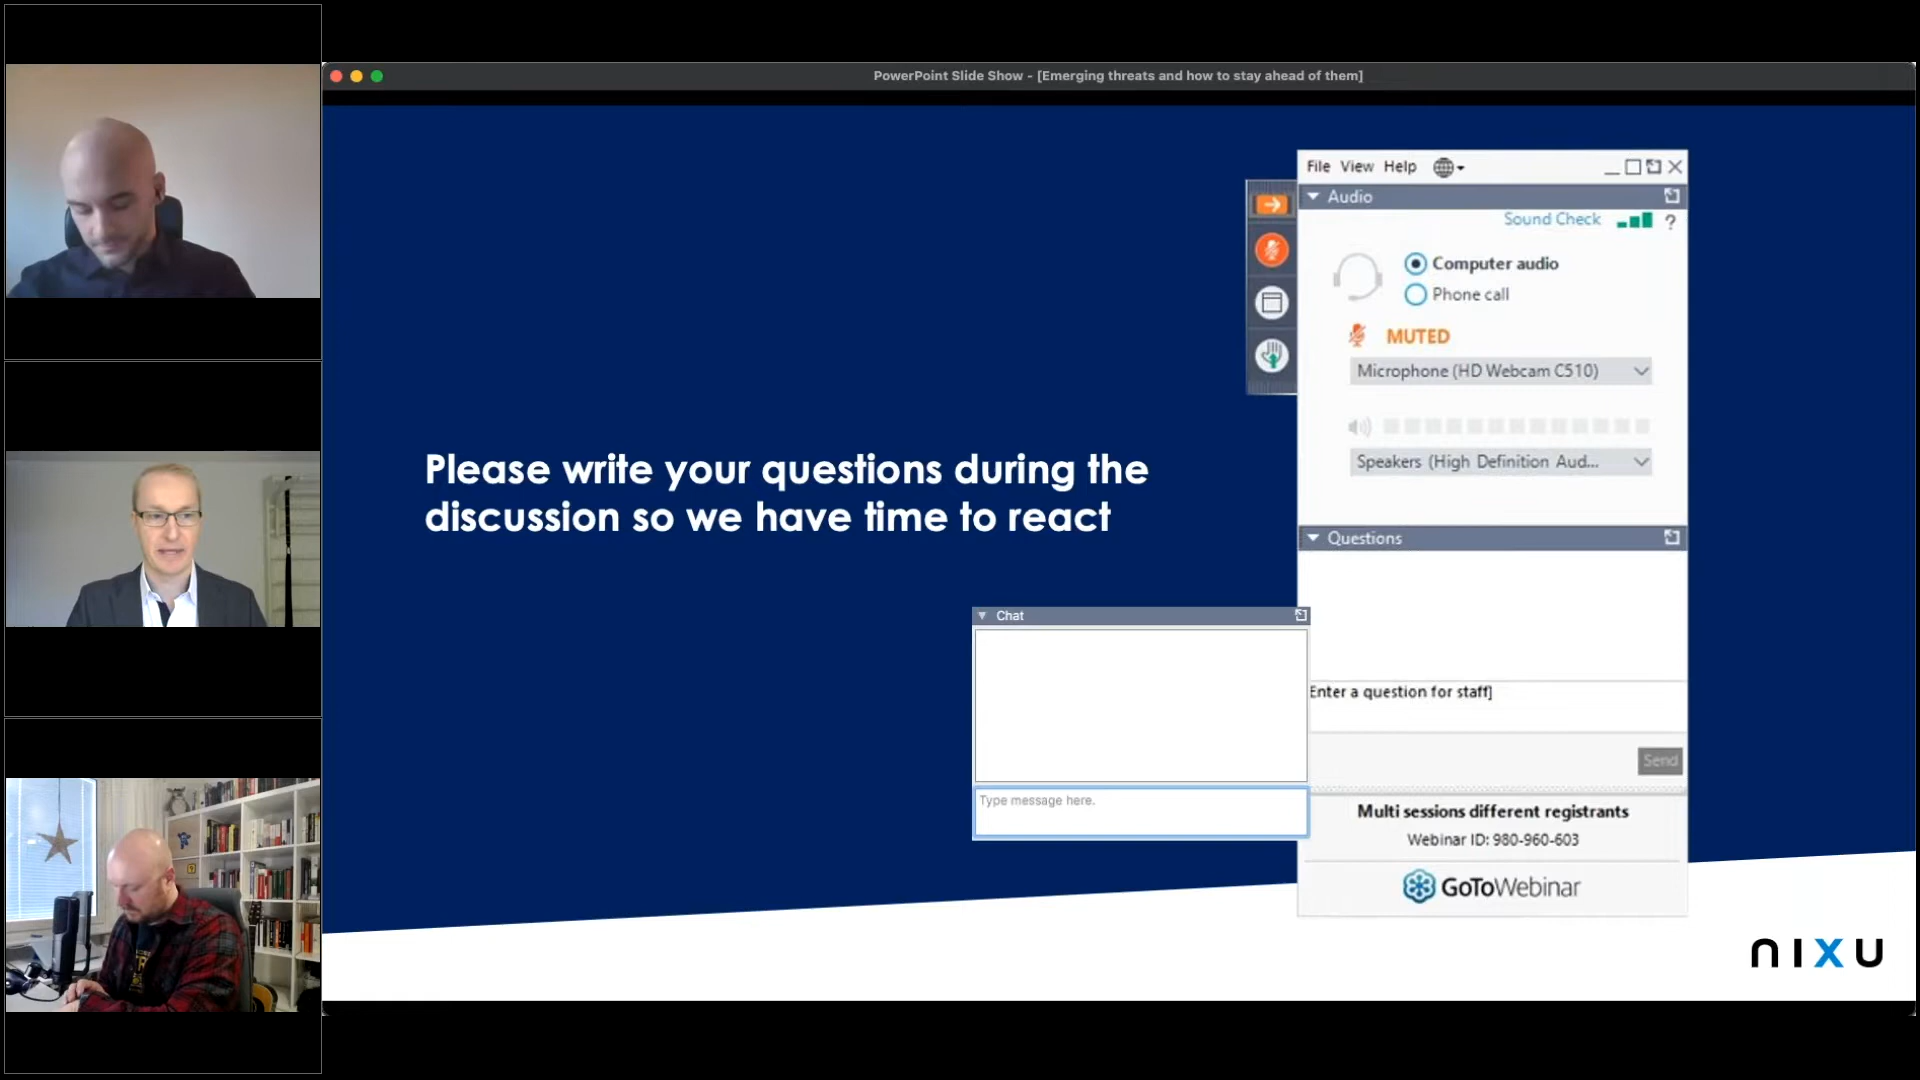 PowerPoint Slide Show - [Emerging threats and how to stay ahead of them]
File View Help
Audio
Sound Check
?
Computer audio
Phone call
MUTED
Microphone (HD Webcam C510)
Speakers (High Definition Aud...
Please write your questions during the
discussion so we have time to react
Questions
Chat
Enter a question for staff]
Send
Type message here.
Multi sessions different registrants
Webinar ID: 980-960-603
GoToWebinar
nixu